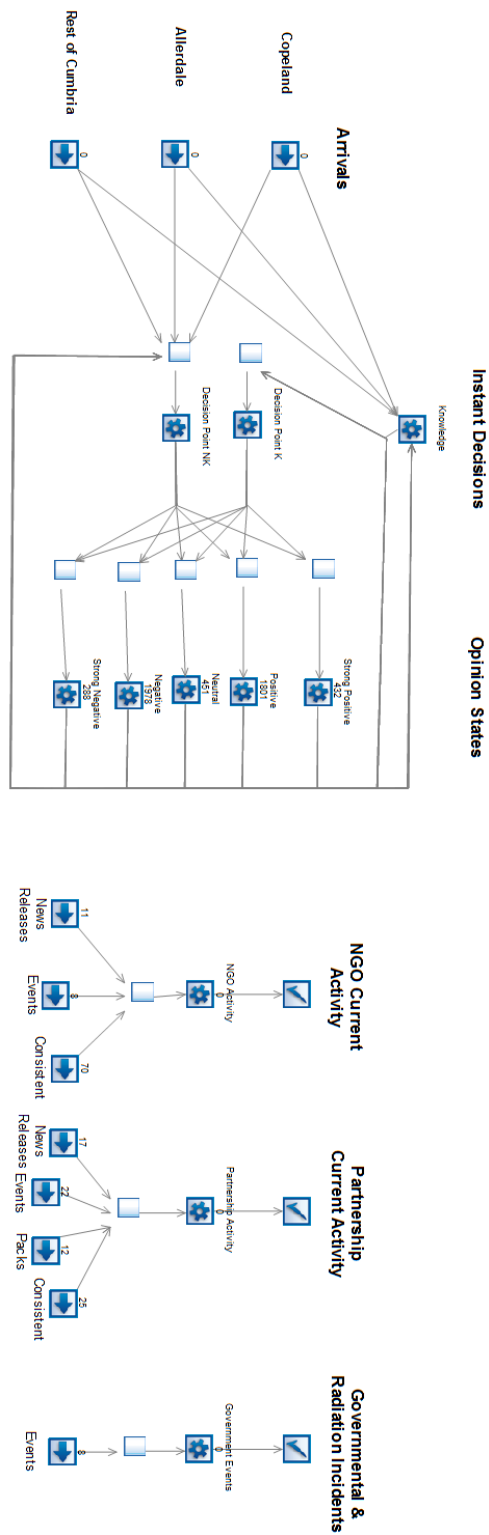 Arrivals
Instant Decisions
Opinion States
Copeland
0
Allerdale
0
Rest of Cumbria
0
Knowledge
Decision Point K
Decision Point NK
Strong Positive
432
Positive
1801
Neutral
451
Negative
1978
Strong Negative
288
NGO Current
Activity
NGO Activity
0
11
News
Releases
8
Events
70
Consistent
Partnership
Current Activity
Partnership Activity
0
17
News
Releases
22
Events
12
Packs
25
Consistent
Governmental &
Radiation Incidents
Government Events
0
8
Events